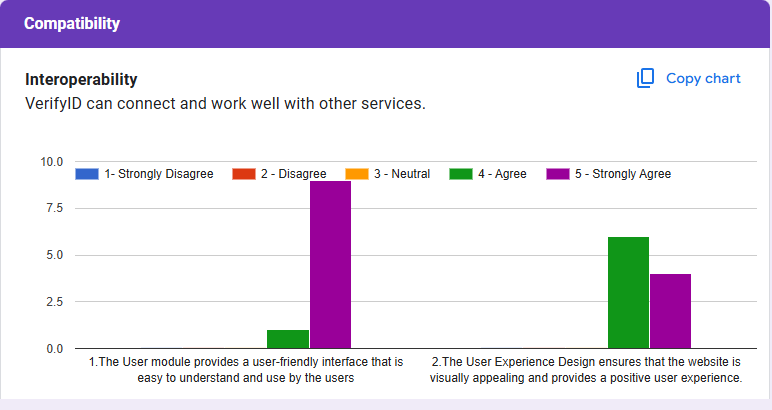 Compatibility
Interoperability
Copy chart
VerifyID can connect and work well with other services.
10.0
1- Strongly Disagree
2 - Disagree
3 - Neutral
4 - Agree
5 - Strongly Agree
7.5
5.0
2.5
0.0
1.The User module provides a user-friendly interface that is
easy to understand and use by the users
2.The User Experience Design ensures that the website is
visually appealing and provides a positive user experience.